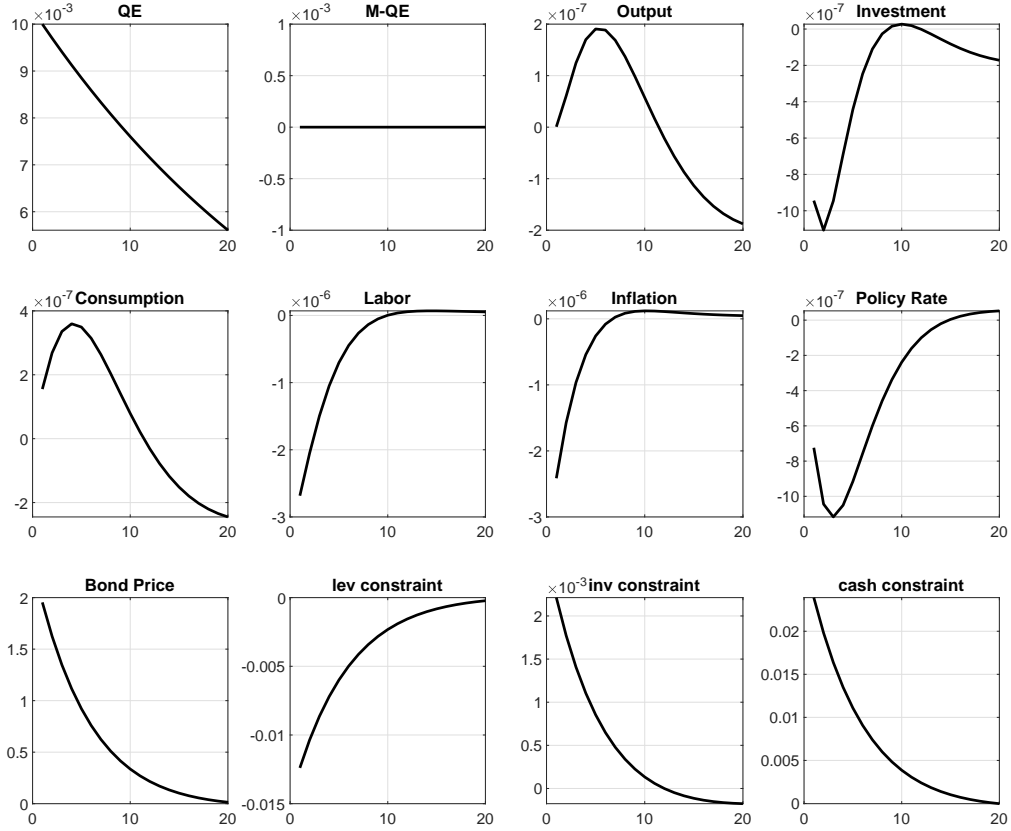 QE
×10⁻³
10
9
8
7
6
0 10 20
M-QE
×10⁻³
1
0.5
0
-0.5
-1
0 10 20
Output
×10⁻⁷
2
1
0
-1
-2
0 10 20
Investment
×10⁻⁷
0
-2
-4
-6
-8
-10
0 10 20
Consumption
×10⁻⁷
4
2
0
-2
0 10 20
Labor
×10⁻⁶
0
-1
-2
-3
0 10 20
Inflation
×10⁻⁶
0
-1
-2
-3
0 10 20
Policy Rate
×10⁻⁷
0
-2
-4
-6
-8
-10
0 10 20
Bond Price
2
1.5
1
0.5
0
0 10 20
lev constraint
0
-0.005
-0.01
-0.015
0 10 20
inv constraint
×10⁻³
2
1.5
1
0.5
0
0 10 20
cash constraint
0.02
0.015
0.01
0.005
0
0 10 20